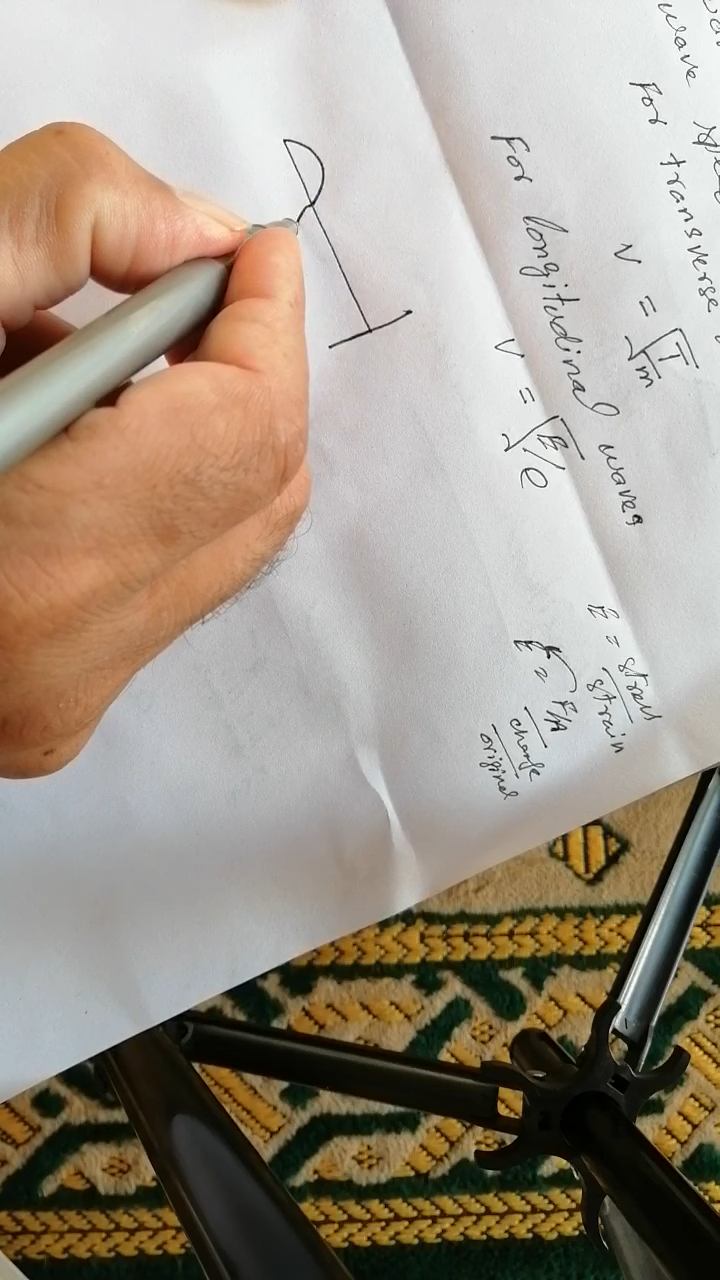 wave
For transverse
V = √T/m
For longitudinal waves
V = √E/e
E = stress/strain
E = F/A / change/original